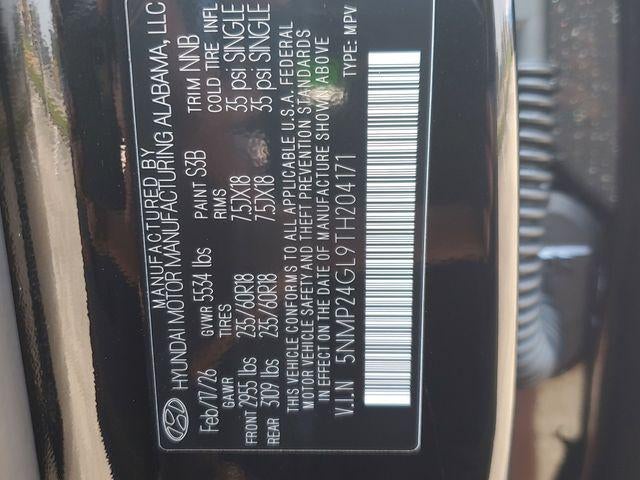 MANUFACTURED BY
HYUNDAI MOTOR MANUFACTURING ALABAMA, LLC
Feb/17/26 GVWR 5534 lbs PAINT S3B TRIM NNB
GAWR TIRES RIMS COLD TIRE INFL
FRONT 2955 lbs 235/60R18 7.5JX18 35 psi SINGLE
REAR 3109 lbs 235/60R18 7.5JX18 35 psi SINGLE
THIS VEHICLE CONFORMS TO ALL APPLICABLE U.S.A. FEDERAL
MOTOR VEHICLE SAFETY AND THEFT PREVENTION STANDARDS
IN EFFECT ON THE DATE OF MANUFACTURE SHOWN ABOVE
V.I.N 5NMP24GL9TH204171 TYPE : MPV